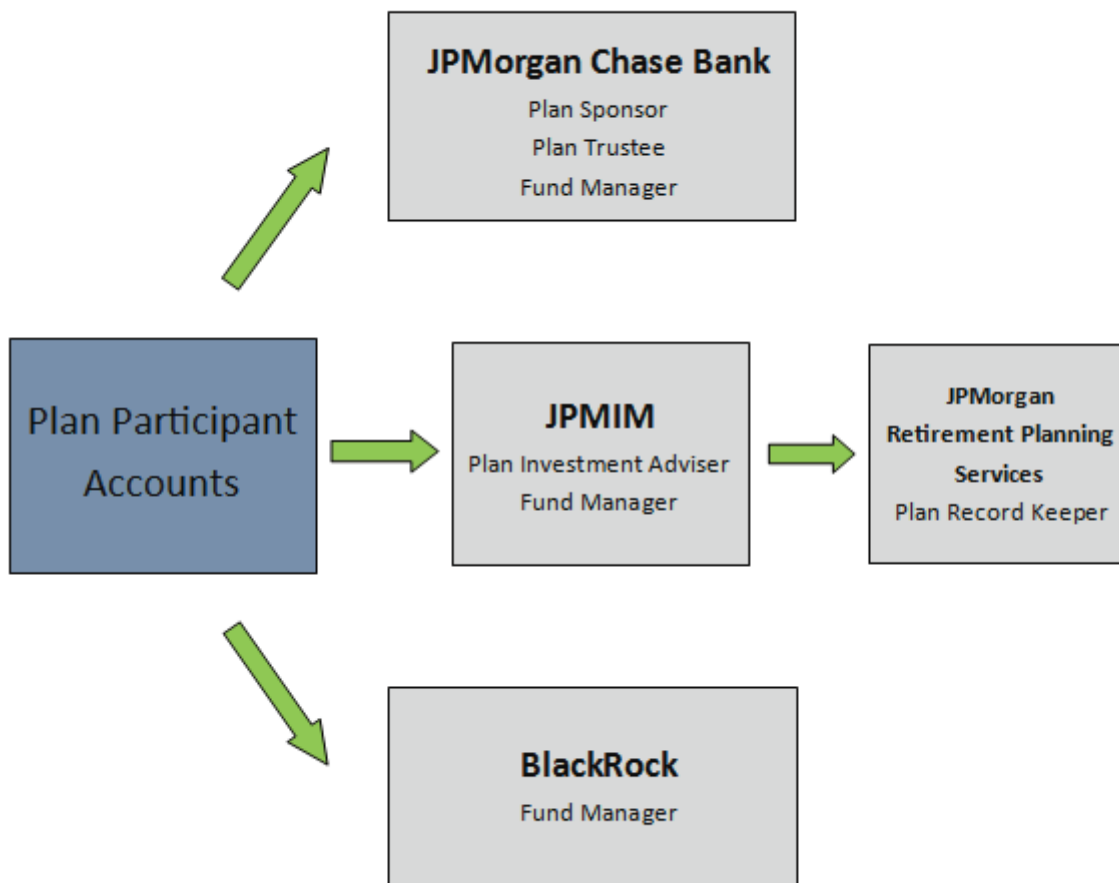 JPMorgan Chase Bank
Plan Sponsor
Plan Trustee
Fund Manager
Plan Participant
Accounts
JPMIM
Plan Investment Adviser
Fund Manager
JPMorgan
Retirement Planning
Services
Plan Record Keeper
BlackRock
Fund Manager